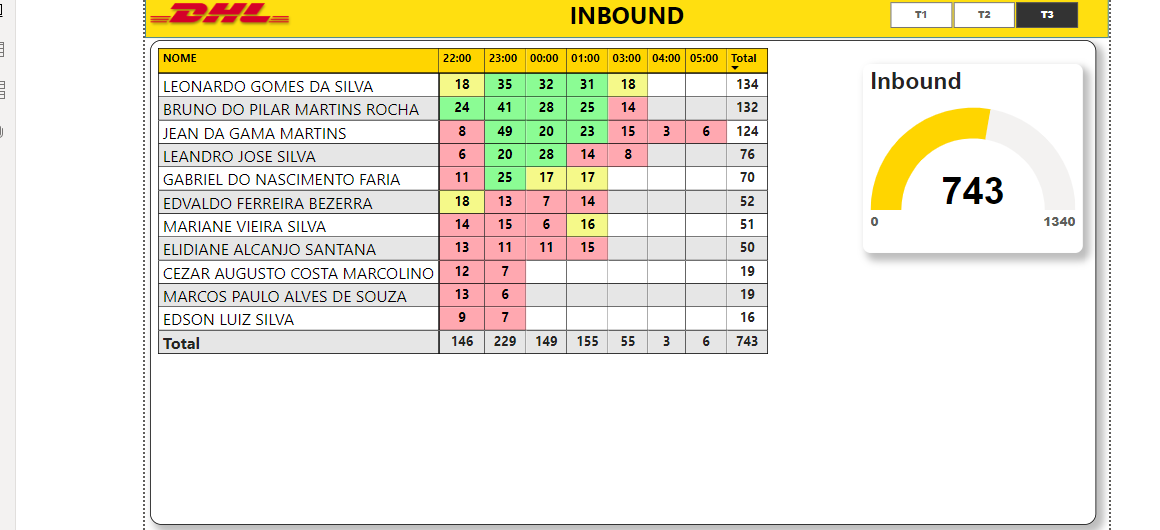 DHL INBOUND T1 T2 T3
NOME 22:00 23:00 00:00 01:00 03:00 04:00 05:00 Total
LEONARDO GOMES DA SILVA 18 35 32 31 18 134
BRUNO DO PILAR MARTINS ROCHA 24 41 28 25 14 132
JEAN DA GAMA MARTINS 8 49 20 23 15 3 6 124
LEANDRO JOSE SILVA 6 20 28 14 8 76
GABRIEL DO NASCIMENTO FARIA 11 25 17 17 70
EDVALDO FERREIRA BEZERRA 18 13 7 14 52
MARIANE VIEIRA SILVA 14 15 6 16 51
ELIDIANE ALCANJO SANTANA 13 11 11 15 50
CEZAR AUGUSTO COSTA MARCOLINO 12 7 19
MARCOS PAULO ALVES DE SOUZA 13 6 19
EDSON LUIZ SILVA 9 7 16
Total 146 229 149 155 55 3 6 743
Inbound
743
0 1340